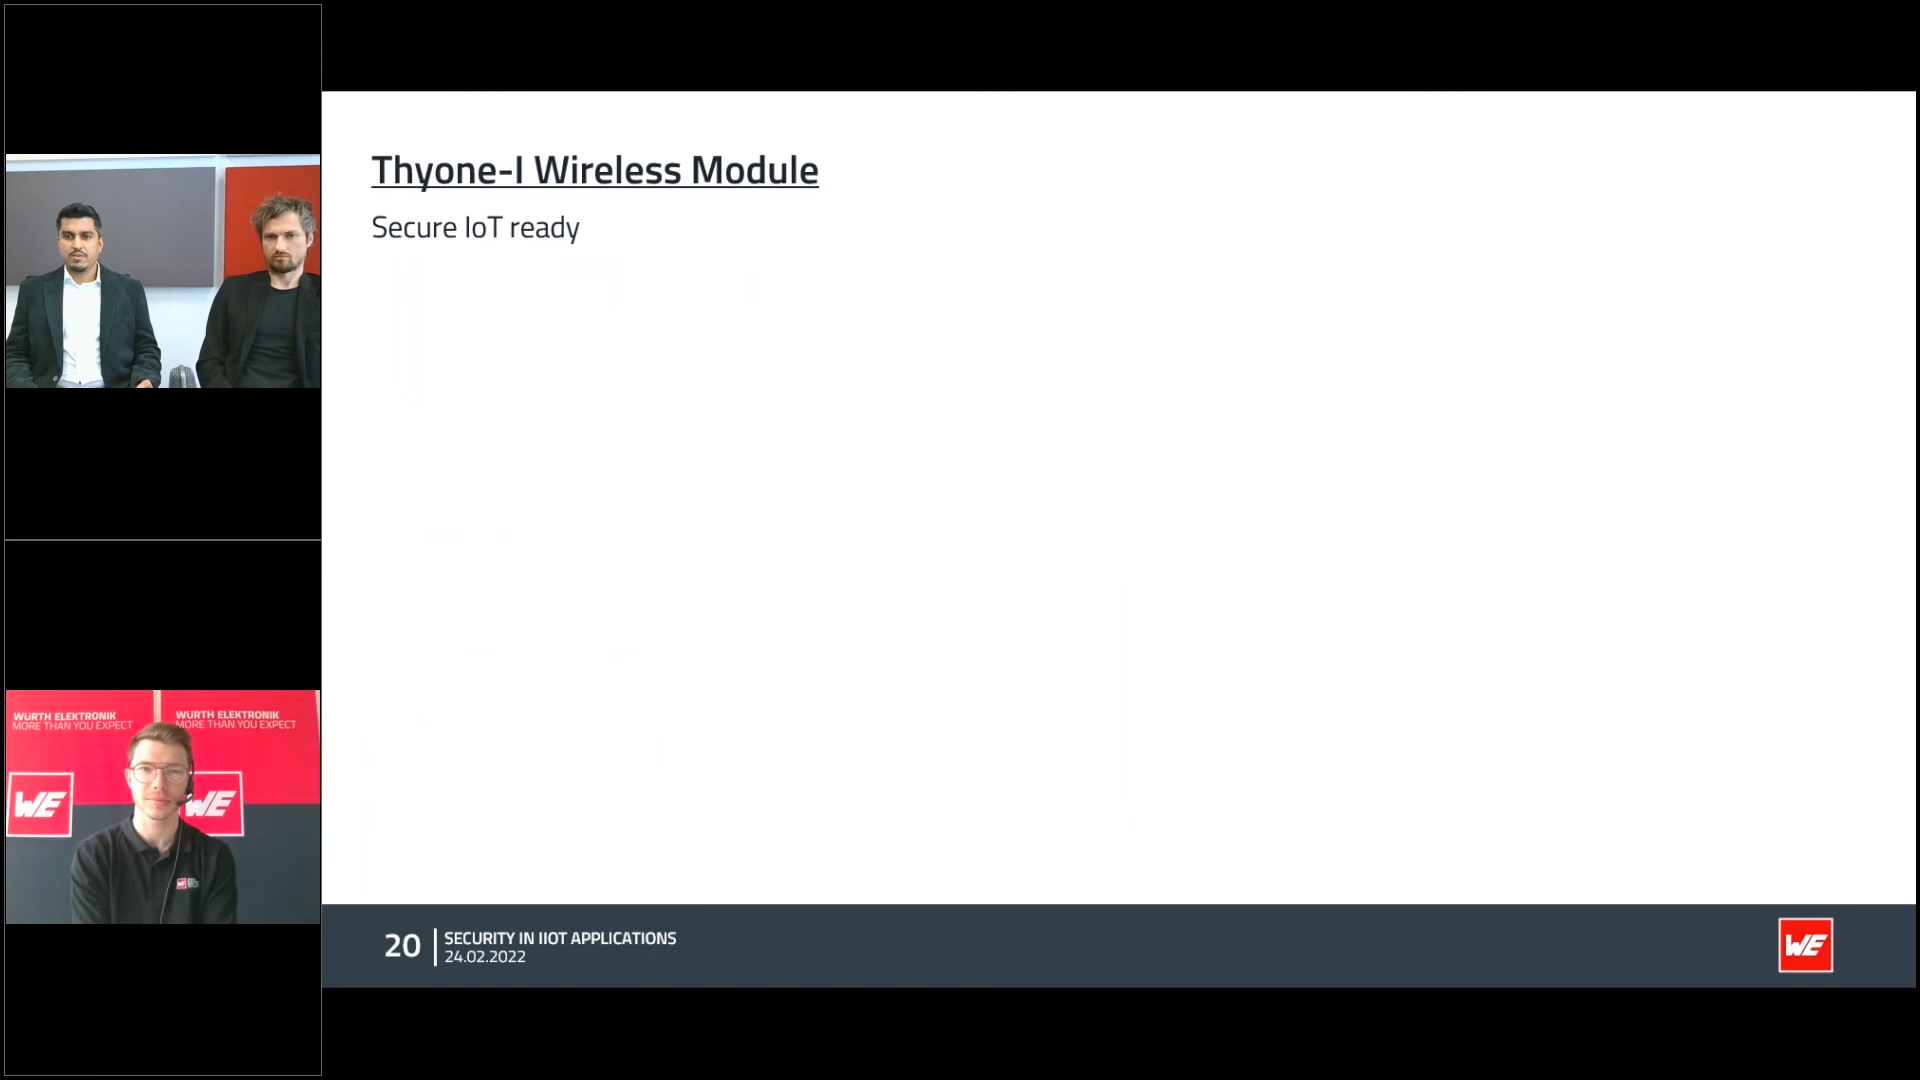 Thyone-I Wireless Module
Secure IoT ready
WURTH ELEKTRONIK
MORE THAN YOU EXPECT
WURTH ELEKTRONIK
MORE THAN YOU EXPECT
WE
WE
20
SECURITY IN IIOT APPLICATIONS
24.02.2022
WE